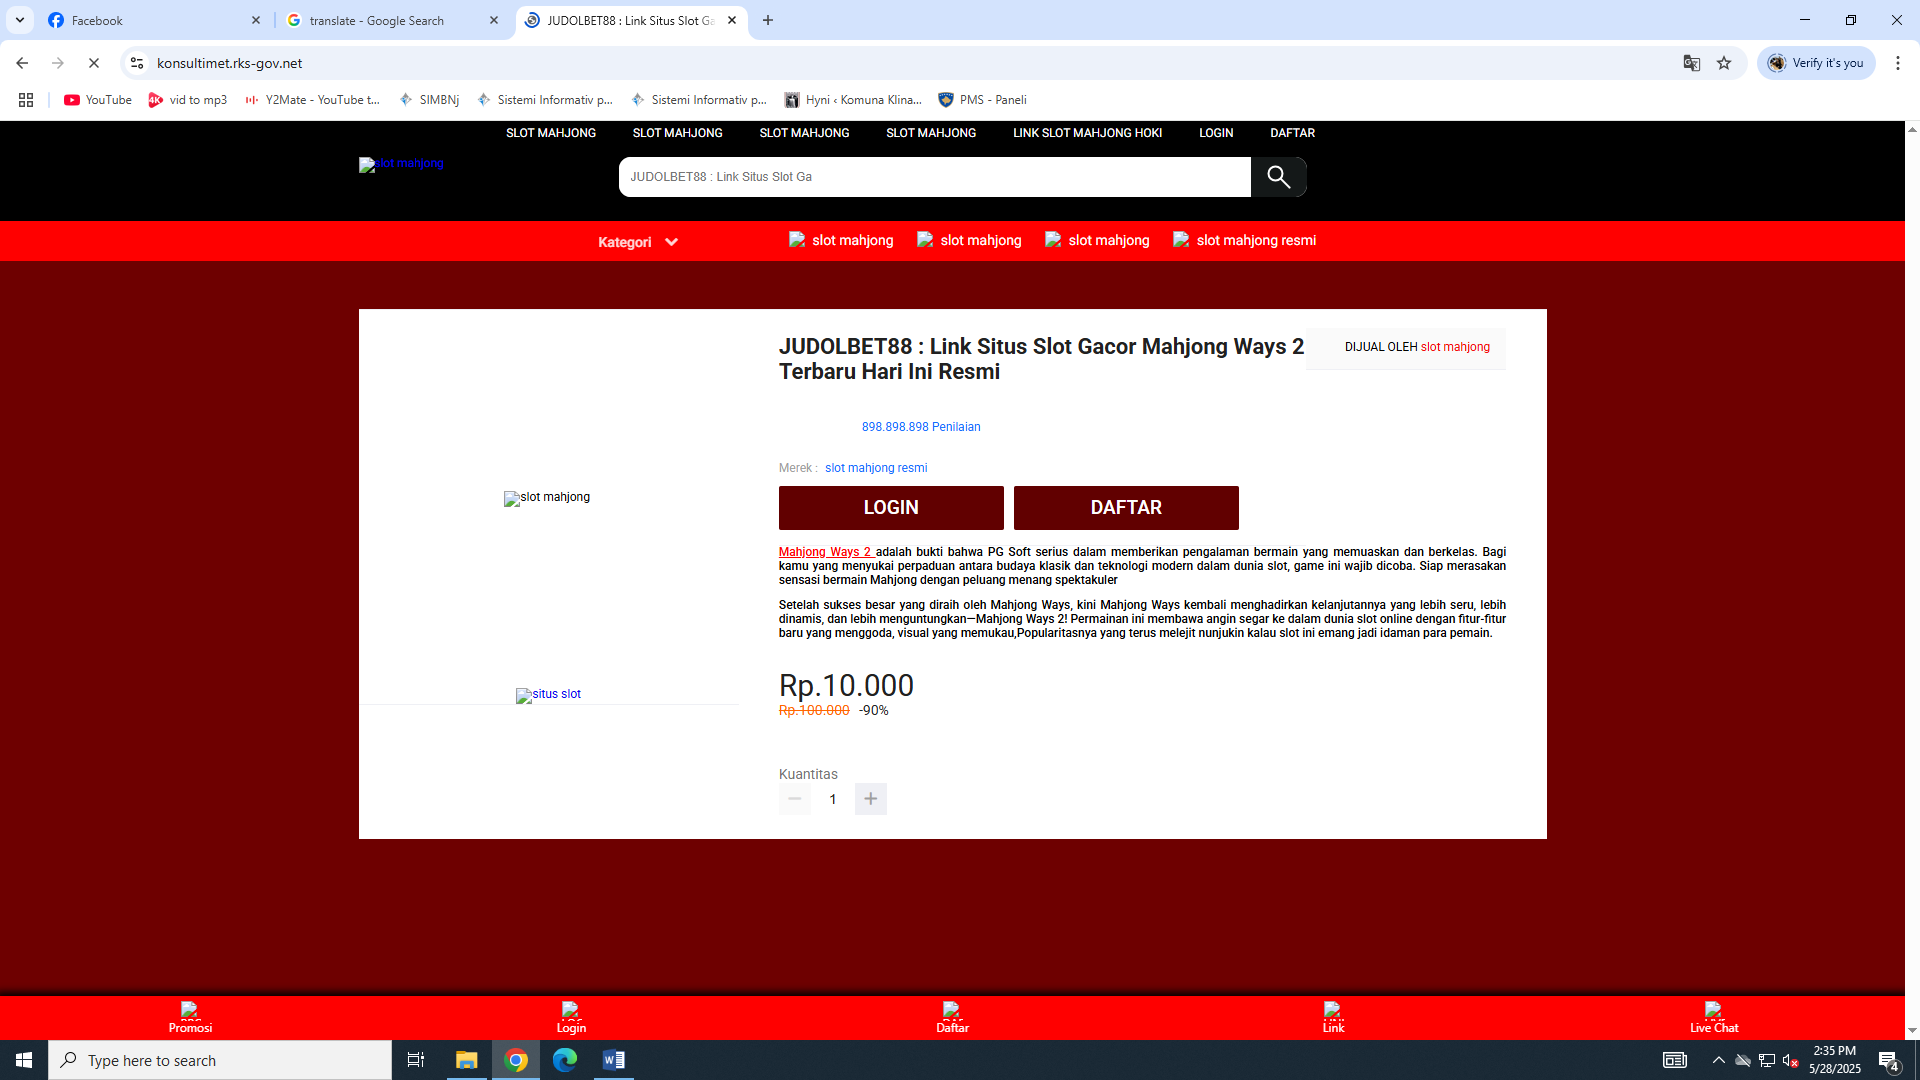 Facebook
translate - Google Search
JUDOLBET88 : Link Situs Slot Ga
konsultimet.rks-gov.net
Verify it's you
YouTube
vid to mp3
Y2Mate - YouTube t...
SIMBNj
Sistemi Informativ p...
Sistemi Informativ p...
Hyni ‹ Komuna Klina...
PMS - Paneli
SLOT MAHJONG
SLOT MAHJONG
SLOT MAHJONG
SLOT MAHJONG
LINK SLOT MAHJONG HOKI
LOGIN
DAFTAR
slot mahjong
JUDOLBET88 : Link Situs Slot Ga
Kategori
slot mahjong
slot mahjong
slot mahjong
slot mahjong resmi
JUDOLBET88 : Link Situs Slot Gacor Mahjong Ways 2
Terbaru Hari Ini Resmi
DIJUAL OLEH slot mahjong
898.898.898 Penilaian
Merek : slot mahjong resmi
slot mahjong
LOGIN
DAFTAR
Mahjong Ways 2 adalah bukti bahwa PG Soft serius dalam memberikan pengalaman bermain yang memuaskan dan berkelas. Bagi
kamu yang menyukai perpaduan antara budaya klasik dan teknologi modern dalam dunia slot, game ini wajib dicoba. Siap merasakan
sensasi bermain Mahjong dengan peluang menang spektakuler
Setelah sukses besar yang diraih oleh Mahjong Ways, kini Mahjong Ways kembali menghadirkan kelanjutannya yang lebih seru, lebih
dinamis, dan lebih menguntungkan—Mahjong Ways 2! Permainan ini membawa angin segar ke dalam dunia slot online dengan fitur-fitur
baru yang menggoda, visual yang memukau,Popularitasnya yang terus melejit nunjukin kalau slot ini emang jadi idaman para pemain.
situs slot
Rp.10.000
Rp.100.000 -90%
Kuantitas
1
Promosi
Login
Daftar
Link
Live Chat
Type here to search
2:35 PM
5/28/2025
4